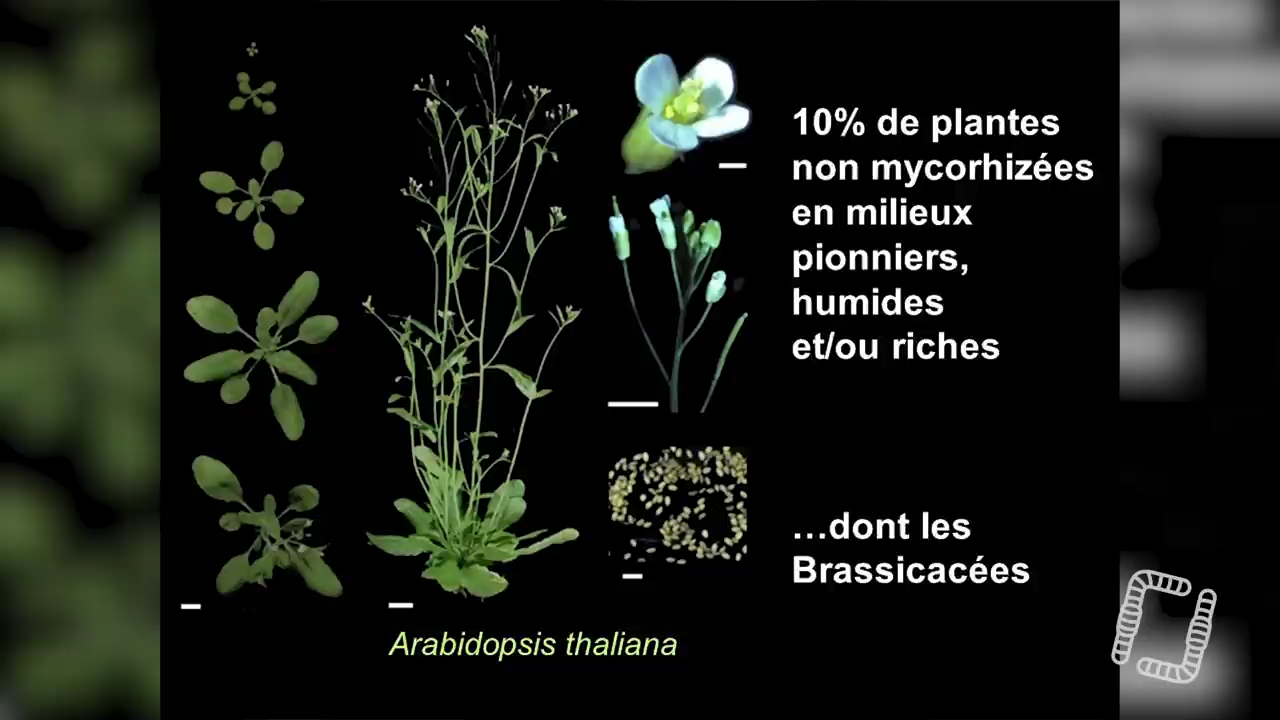 10% de plantes
non mycorhizées
en milieux
pionniers,
humides
et/ou riches
…dont les
Brassicacées
Arabidopsis thaliana